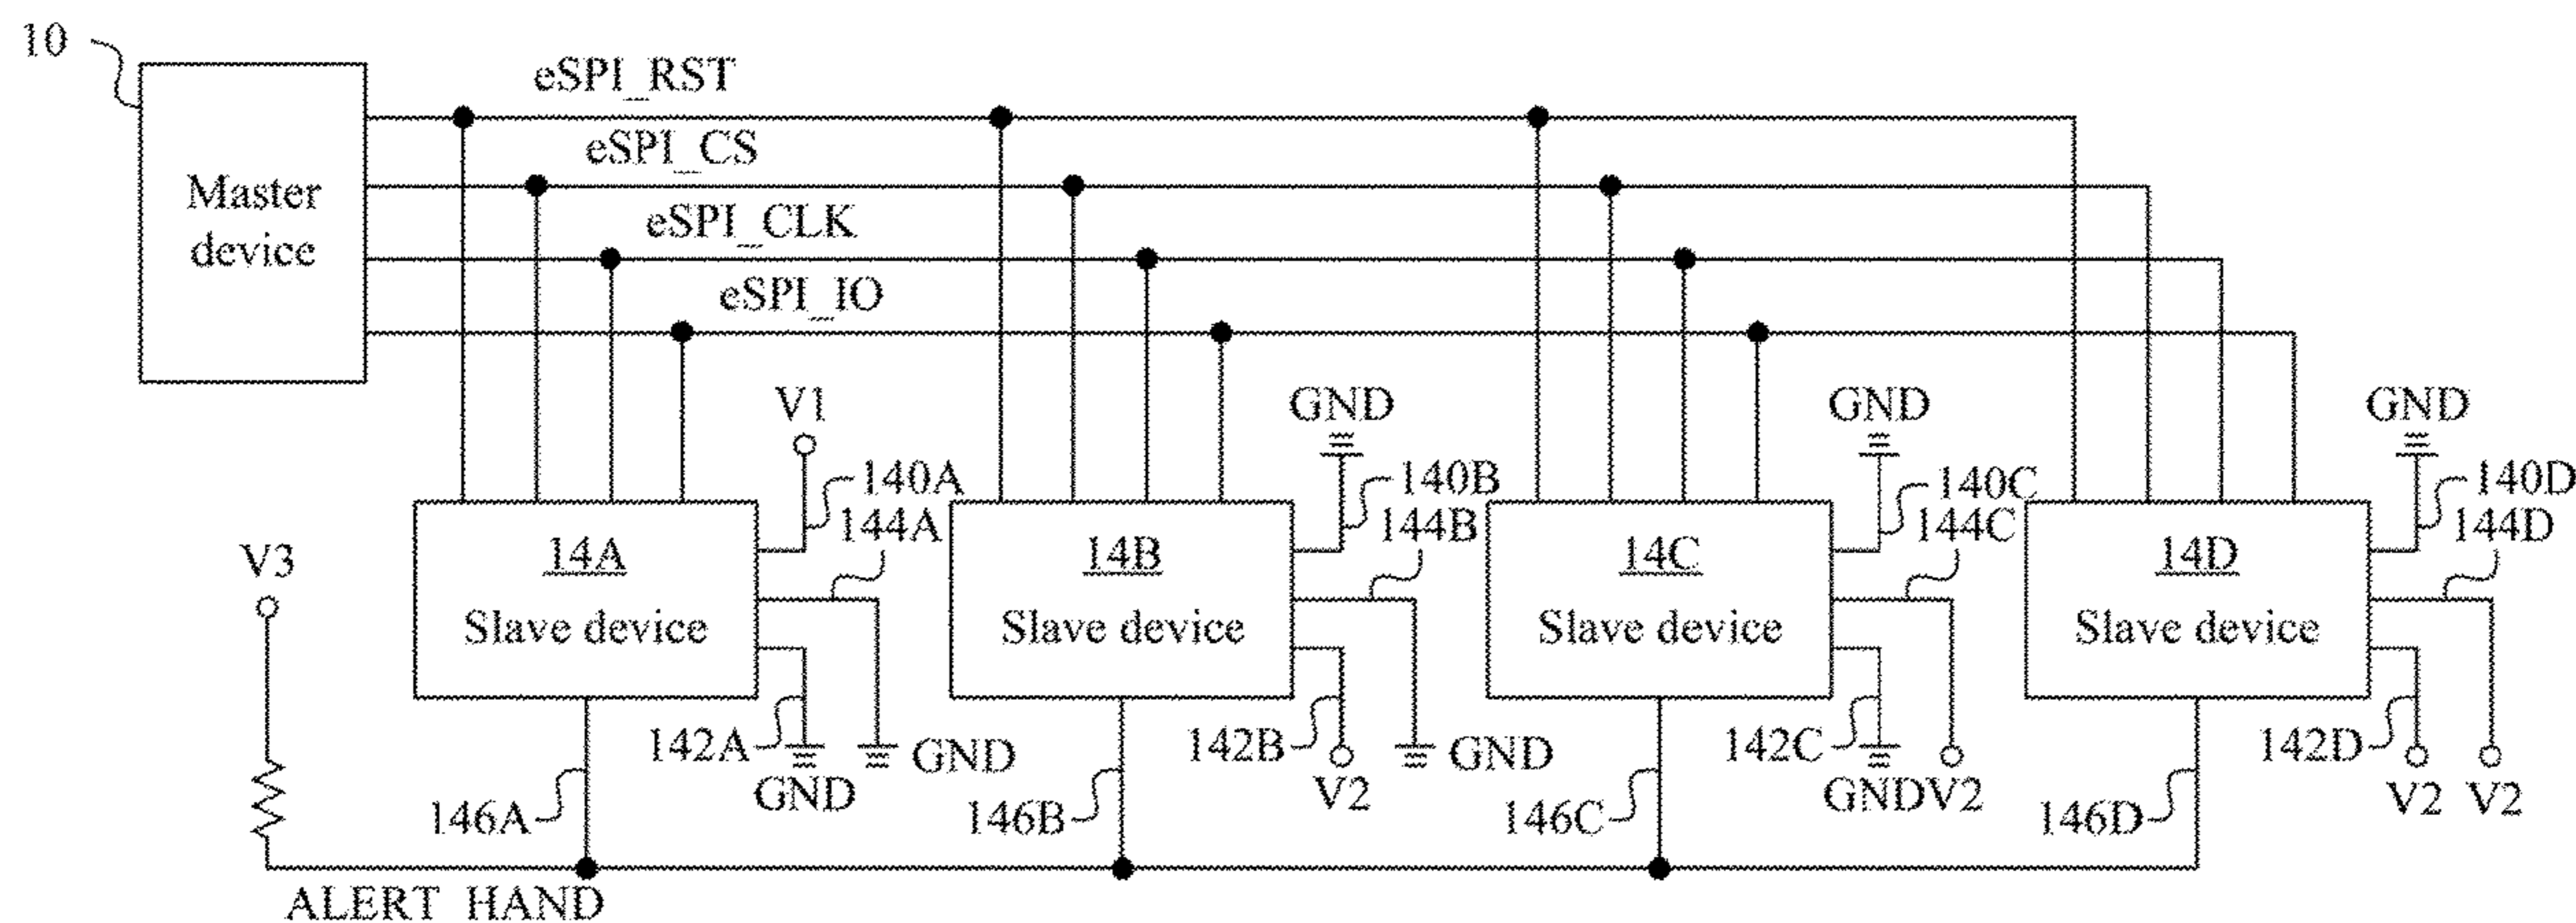 10
eSPI_RST
eSPI_CS
eSPI_CLK
eSPI_IO
Master
device
V1
GND
GND
GND
140A
144A
140B
144B
140C
144C
140D
144D
V3
14A
Slave device
14B
Slave device
14C
Slave device
14D
Slave device
142A
GND
GND
142B
V2
GND
142C
GND
V2
142D
V2
V2
146A
146B
146C
146D
ALERT_HAND